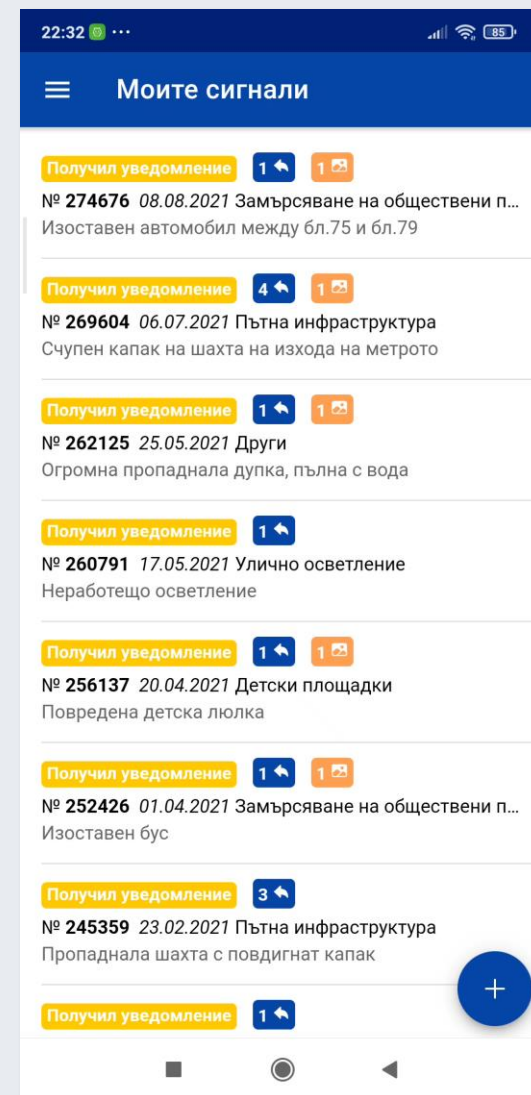 22:32 ... 85
Моите сигнали
Получил уведомление 1 1
№ 274676 08.08.2021 Замърсяване на обществени п...
Изоставен автомобил между бл.75 и бл.79
Получил уведомление 4 1
№ 269604 06.07.2021 Пътна инфраструктура
Счупен капак на шахта на изхода на метрото
Получил уведомление 1 1
№ 262125 25.05.2021 Други
Огромна пропаднала дупка, пълна с вода
Получил уведомление 1
№ 260791 17.05.2021 Улично осветление
Неработещо осветление
Получил уведомление 1 1
№ 256137 20.04.2021 Детски площадки
Повредена детска люлка
Получил уведомление 1 1
№ 252426 01.04.2021 Замърсяване на обществени п...
Изоставен бус
Получил уведомление 3
№ 245359 23.02.2021 Пътна инфраструктура
Пропаднала шахта с повдигнат капак
Получил уведомление 1